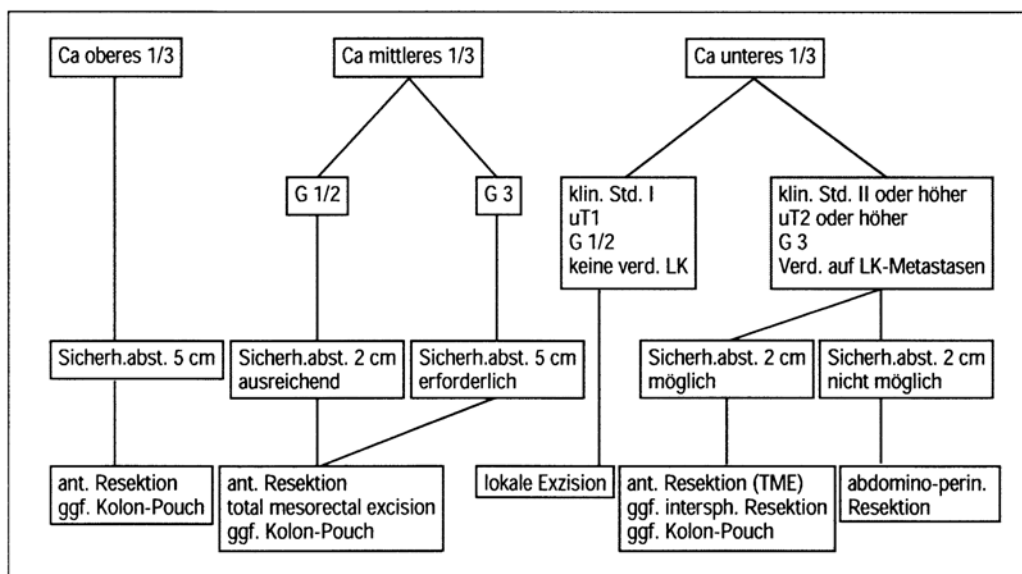 Ca oberes 1/3
Ca mittleres 1/3
Ca unteres 1/3
G 1/2
G 3
klin. Std. I
uT1
G 1/2
keine verd. LK
klin. Std. II oder höher
uT2 oder höher
G 3
Verd. auf LK-Metastasen
Sicherh.abst. 5 cm
Sicherh.abst. 2 cm
ausreichend
Sicherh.abst. 5 cm
erforderlich
Sicherh.abst. 2 cm
möglich
Sicherh.abst. 2 cm
nicht möglich
ant. Resektion
ggf. Kolon-Pouch
ant. Resektion
total mesorectal excision
ggf. Kolon-Pouch
lokale Exzision
ant. Resektion (TME)
ggf. intersph. Resektion
ggf. Kolon-Pouch
abdomino-perin.
Resektion